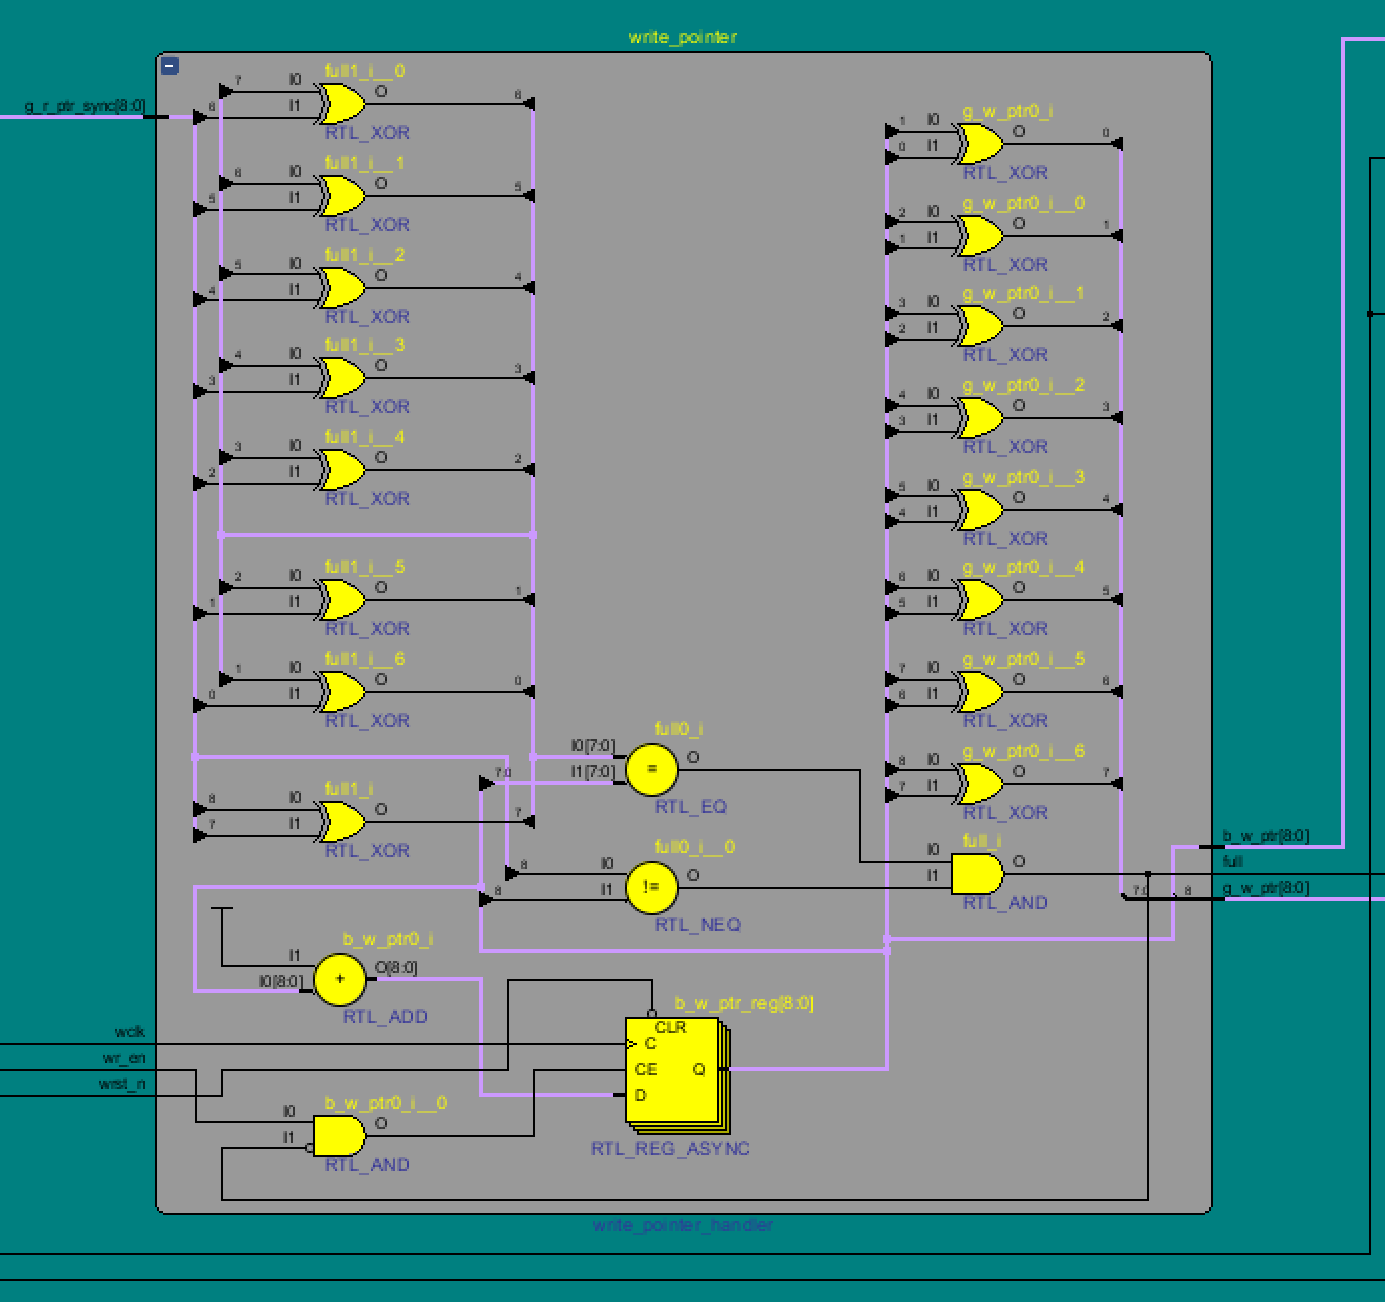 write_pointer
g_r_ptr_sync[8:0]
full1_i__0
7 I0 O
6 I1 6
RTL_XOR
full1_i__1
6 I0 O
5 I1 5
RTL_XOR
full1_i__2
5 I0 O
4 I1 4
RTL_XOR
full1_i__3
4 I0 O
3 I1 3
RTL_XOR
full1_i__4
3 I0 O
2 I1 2
RTL_XOR
full1_i__5
2 I0 O
1 I1 1
RTL_XOR
full1_i__6
1 I0 O
0 I1 0
RTL_XOR
full1_i
8 I0 O
7 I1 7
RTL_XOR
g_w_ptr0_i
1 I0 O
0 I1 0
RTL_XOR
g_w_ptr0_i__0
2 I0 O
1 I1 1
RTL_XOR
g_w_ptr0_i__1
3 I0 O
2 I1 2
RTL_XOR
g_w_ptr0_i__2
4 I0 O
3 I1 3
RTL_XOR
g_w_ptr0_i__3
5 I0 O
4 I1 4
RTL_XOR
g_w_ptr0_i__4
6 I0 O
5 I1 5
RTL_XOR
g_w_ptr0_i__5
7 I0 O
6 I1 6
RTL_XOR
g_w_ptr0_i__6
8 I0 O
7 I1 7
RTL_XOR
full0_i
I0[7:0] O
7:0 I1[7:0]
=
RTL_EQ
full0_i__0
8 I0 O
8 I1
!=
RTL_NEQ
full_i
I0 O
I1
RTL_AND
b_w_ptr[8:0]
full
7:0 8 g_w_ptr[8:0]
b_w_ptr0_i
I1 O[8:0]
I0[8:0]
+
RTL_ADD
b_w_ptr_reg[8:0]
CLR
C
CE Q
D
RTL_REG_ASYNC
wclk
wr_en
wrst_n
b_w_ptr0_i__0
I0 O
I1
RTL_AND
write_pointer_handler